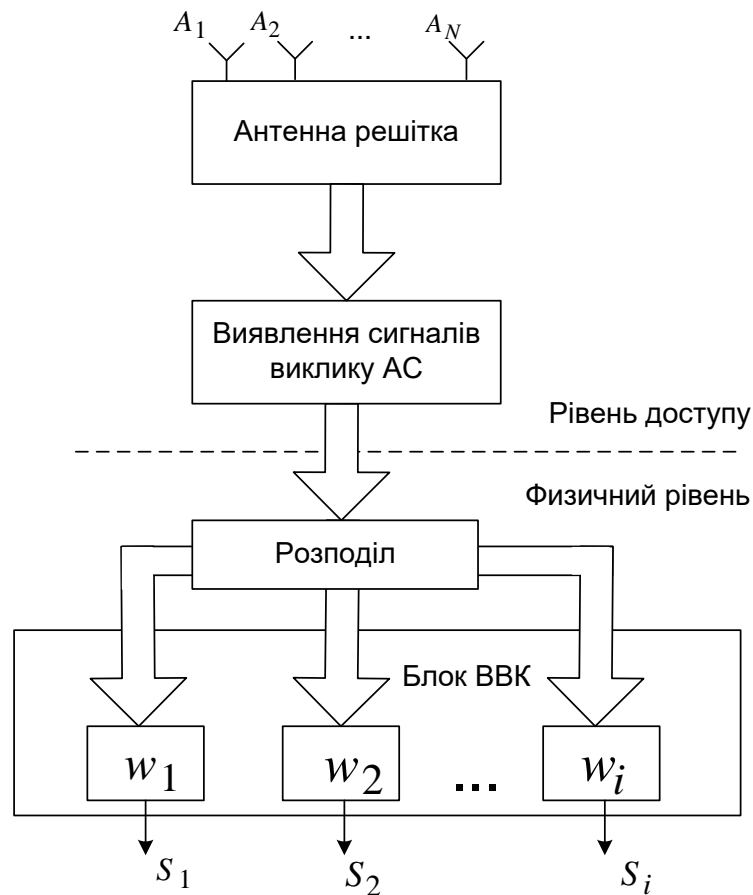 A1 A2 ... AN
Антенна решітка
Виявлення сигналів
виклику АС
Рівень доступу
Физичний рівень
Розподіл
Блок ВВК
w1 w2 ... wi
S1 S2 Si